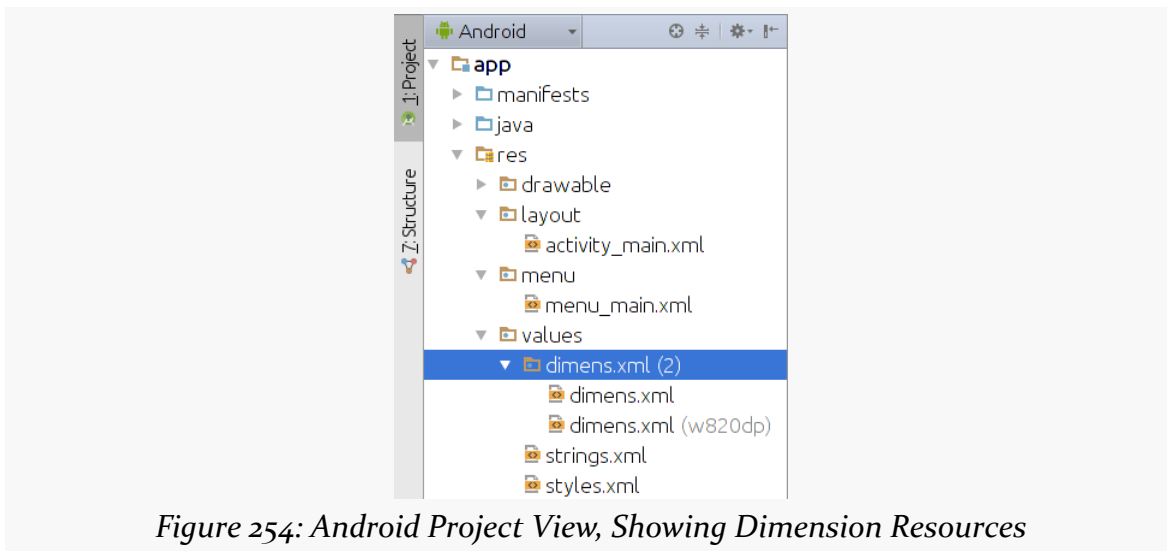 Android
1: Project
7: Structure
app
manifests
java
res
drawable
layout
activity_main.xml
menu
menu_main.xml
values
dimens.xml (2)
dimens.xml
dimens.xml (w820dp)
strings.xml
styles.xml
Figure 254: Android Project View, Showing Dimension Resources